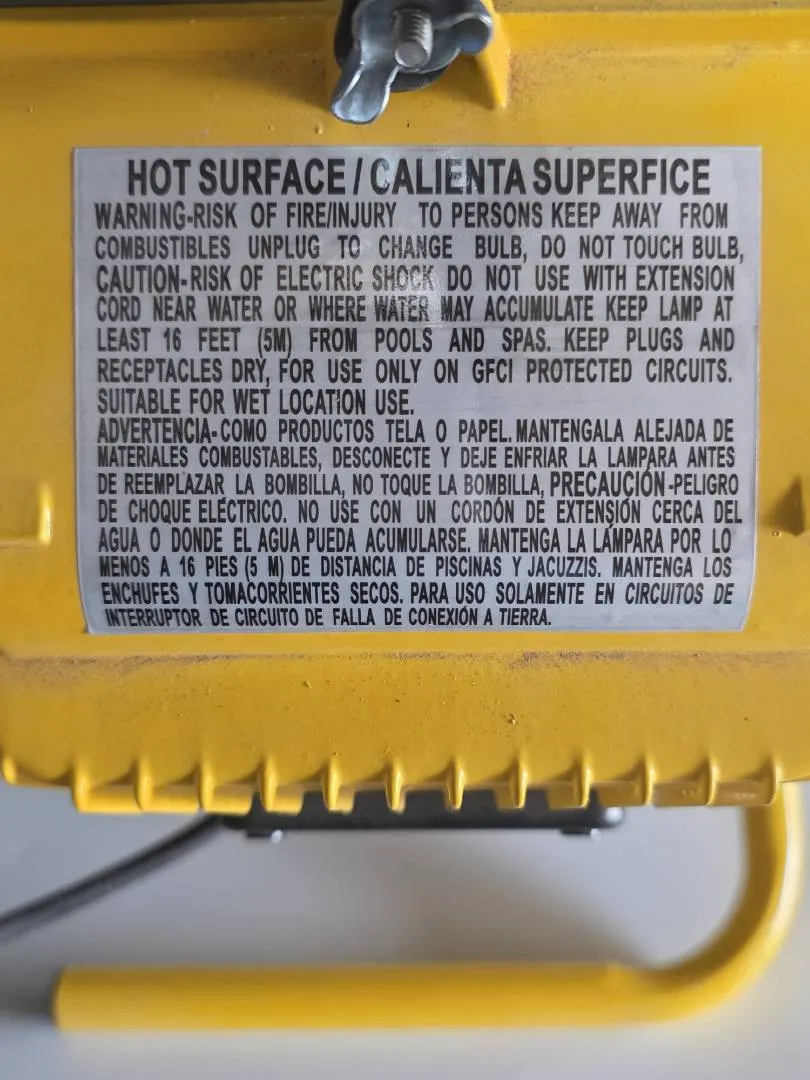 HOT SURFACE / CALIENTA SUPERFICE
WARNING-RISK OF FIRE/INJURY TO PERSONS KEEP AWAY FROM
COMBUSTIBLES UNPLUG TO CHANGE BULB, DO NOT TOUCH BULB,
CAUTION-RISK OF ELECTRIC SHOCK DO NOT USE WITH EXTENSION
CORD NEAR WATER OR WHERE WATER MAY ACCUMULATE KEEP LAMP AT
LEAST 16 FEET (5M) FROM POOLS AND SPAS. KEEP PLUGS AND
RECEPTACLES DRY, FOR USE ONLY ON GFCI PROTECTED CIRCUITS.
SUITABLE FOR WET LOCATION USE.
ADVERTENCIA-COMO PRODUCTOS TELA O PAPEL. MANTENGALA ALEJADA DE
MATERIALES COMBUSTABLES, DESCONECTE Y DEJE ENFRIAR LA LAMPARA ANTES
DE REEMPLAZAR LA BOMBILLA, NO TOQUE LA BOMBILLA, PRECAUCIÓN-PELIGRO
DE CHOQUE ELÉCTRICO. NO USE CON UN CORDÓN DE EXTENSIÓN CERCA DEL
AGUA O DONDE EL AGUA PUEDA ACUMULARSE. MANTENGA LA LÁMPARA POR LO
MENOS A 16 PIES (5 M) DE DISTANCIA DE PISCINAS Y JACUZZIS. MANTENGA LOS
ENCHUFES Y TOMACORRIENTES SECOS. PARA USO SOLAMENTE EN CIRCUITOS DE
INTERRUPTOR DE CIRCUITO DE FALLA DE CONEXIÓN A TIERRA.